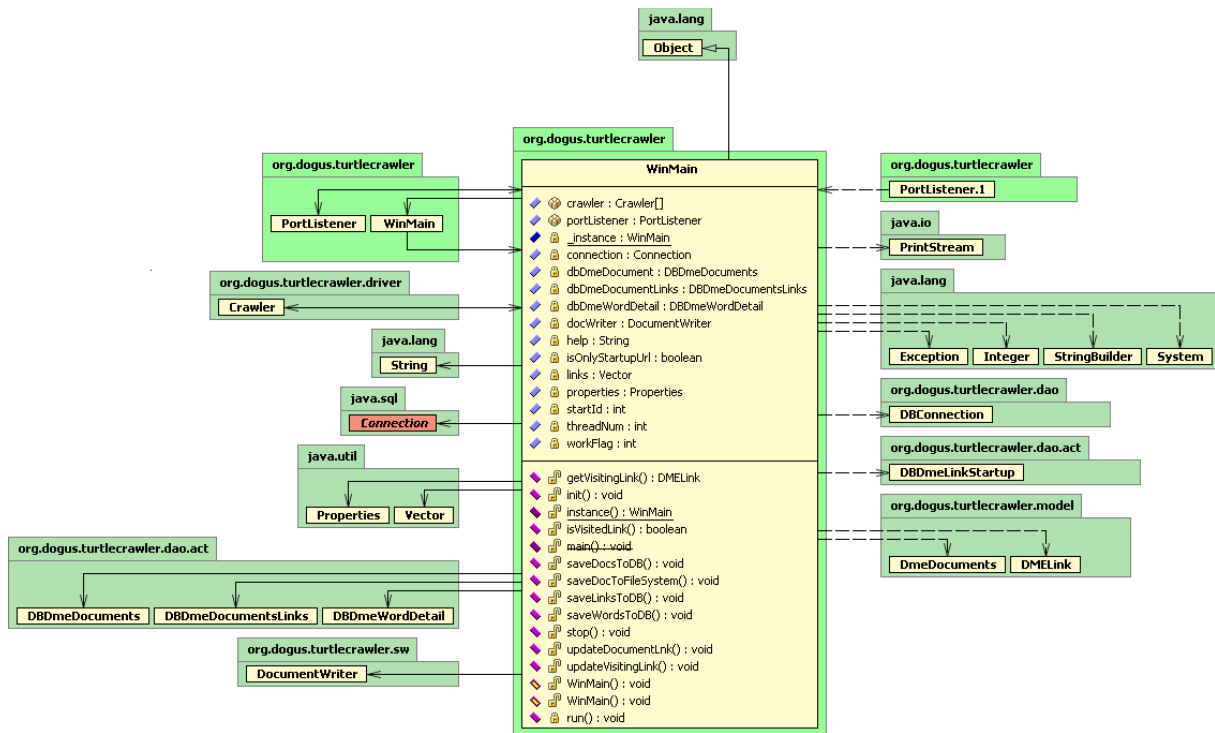 java.lang
Object
org.dogus.turtlecrawler
WinMain
crawler : Crawler[]
portListener : PortListener
_instance : WinMain
connection : Connection
dbDmeDocument : DBDmeDocuments
dbDmeDocumentLinks : DBDmeDocumentsLinks
dbDmeWordDetail : DBDmeWordDetail
docWriter : DocumentWriter
help : String
isOnlyStartupUrl : boolean
links : Vector
properties : Properties
startId : int
threadNum : int
workFlag : int
getVisitingLink() : DMELink
init() : void
instance() : WinMain
isVisitedLink() : boolean
main() : void
saveDocsToDB() : void
saveDocToFileSystem() : void
saveLinksToDB() : void
saveWordsToDB() : void
stop() : void
updateDocumentLnk() : void
updateVisitingLnk() : void
WinMain() : void
WinMain() : void
run() : void
org.dogus.turtlecrawler
PortListener WinMain
org.dogus.turtlecrawler.driver
Crawler
java.lang
String
java.sql
Connection
java.util
Properties Vector
org.dogus.turtlecrawler.dao.act
DBDmeDocuments DBDmeDocumentsLinks DBDmeWordDetail
org.dogus.turtlecrawler.sw
DocumentWriter
org.dogus.turtlecrawler
PortListener.1
java.io
PrintStream
java.lang
Exception Integer StringBuilder System
org.dogus.turtlecrawler.dao
DBConnection
org.dogus.turtlecrawler.dao.act
DBDmeLinkStartup
org.dogus.turtlecrawler.model
DmeDocuments DMELink